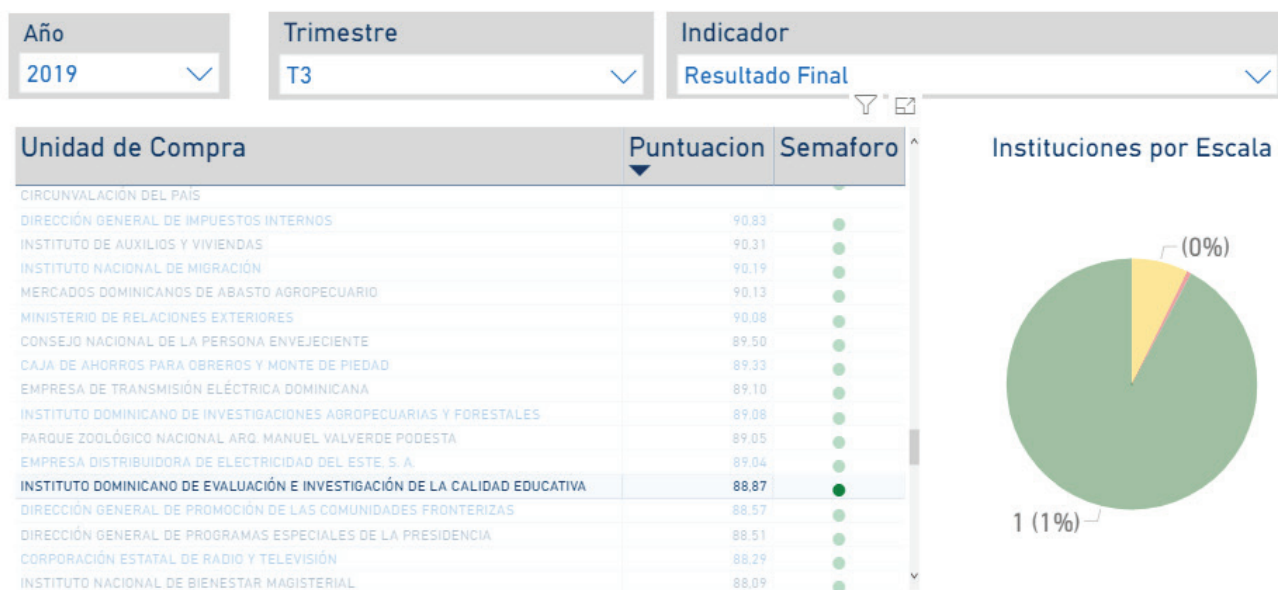 Año
2019
Trimestre
T3
Indicador
Resultado Final
Unidad de Compra Puntuacion Semaforo
CIRCUNVALACIÓN DEL PAÍS
DIRECCIÓN GENERAL DE IMPUESTOS INTERNOS 90,83
INSTITUTO DE AUXILIOS Y VIVIENDAS 90,31
INSTITUTO NACIONAL DE MIGRACIÓN 90,19
MERCADOS DOMINICANOS DE ABASTO AGROPECUARIO 90,13
MINISTERIO DE RELACIONES EXTERIORES 90,08
CONSEJO NACIONAL DE LA PERSONA ENVEJECIENTE 89,50
CAJA DE AHORROS PARA OBREROS Y MONTE DE PIEDAD 89,33
EMPRESA DE TRANSMISIÓN ELÉCTRICA DOMINICANA 89,10
INSTITUTO DOMINICANO DE INVESTIGACIONES AGROPECUARIAS Y FORESTALES 89,08
PARQUE ZOOLÓGICO NACIONAL ARQ. MANUEL VALVERDE PODESTA 89,05
EMPRESA DISTRIBUIDORA DE ELECTRICIDAD DEL ESTE. S. A. 89,04
INSTITUTO DOMINICANO DE EVALUACIÓN E INVESTIGACIÓN DE LA CALIDAD EDUCATIVA 88,87
DIRECCIÓN GENERAL DE PROMOCIÓN DE LAS COMUNIDADES FRONTERIZAS 88,57
DIRECCIÓN GENERAL DE PROGRAMAS ESPECIALES DE LA PRESIDENCIA 88,51
CORPORACIÓN ESTATAL DE RADIO Y TELEVISIÓN 88,29
INSTITUTO NACIONAL DE BIENESTAR MAGISTERIAL 88,09
Instituciones por Escala
(0%)
1 (1%)